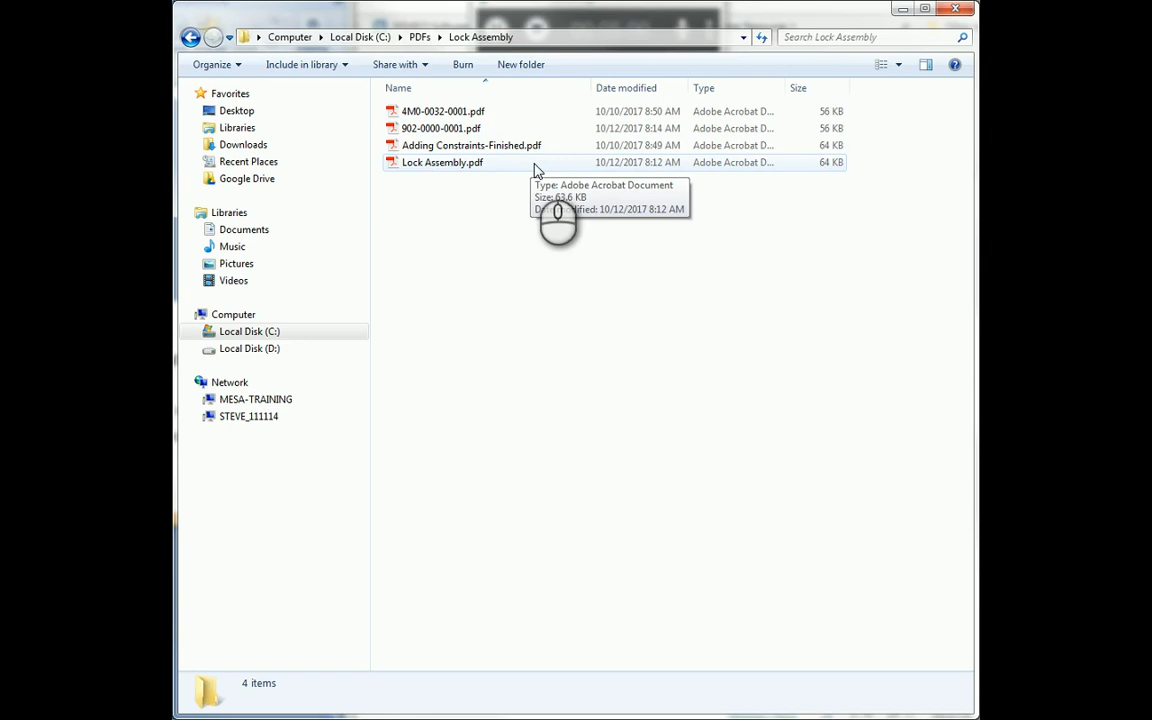 Computer Local Disk (C:) PDFs Lock Assembly Search Lock Assembly
Organize Include in library Share with Burn New folder
Favorites
Desktop
Libraries
Downloads
Recent Places
Google Drive
Libraries
Documents
Music
Pictures
Videos
Computer
Local Disk (C:)
Local Disk (D:)
Network
MESA-TRAINING
STEVE_111114
Name Date modified Type Size
4M0-0032-0001.pdf 10/10/2017 8:50 AM Adobe Acrobat D... 56 KB
902-0000-0001.pdf 10/12/2017 8:14 AM Adobe Acrobat D... 56 KB
Adding Constraints-Finished.pdf 10/10/2017 8:49 AM Adobe Acrobat D... 64 KB
Lock Assembly.pdf 10/12/2017 8:12 AM Adobe Acrobat D... 64 KB
Type: Adobe Acrobat Document
Size: 63.6 KB
Date modified: 10/12/2017 8:12 AM
4 items